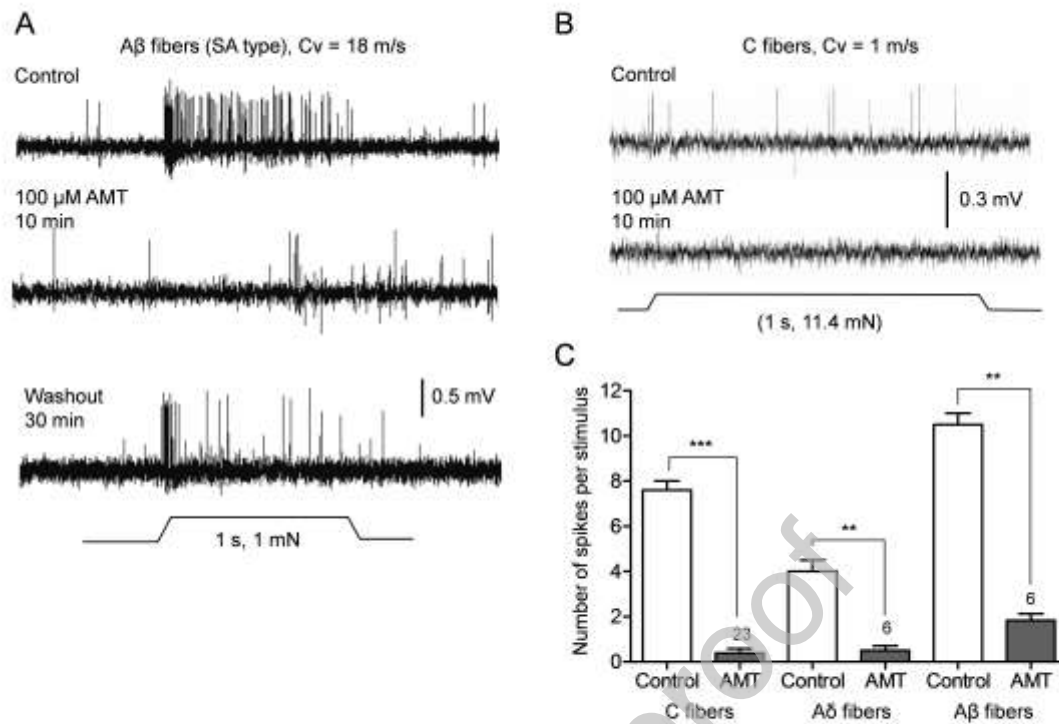 A
Aβ fibers (SA type), Cv = 18 m/s
Control
100 µM AMT
10 min
Washout
30 min
0.5 mV
1 s, 1 mN
B
C fibers, Cv = 1 m/s
Control
100 µM AMT
10 min
0.3 mV
(1 s, 11.4 mN)
C
Number of spikes per stimulus
12
10
8
6
4
2
0
***
**
**
23
6
6
Control AMT Control AMT Control AMT
C fibers Aδ fibers Aβ fibers
proof